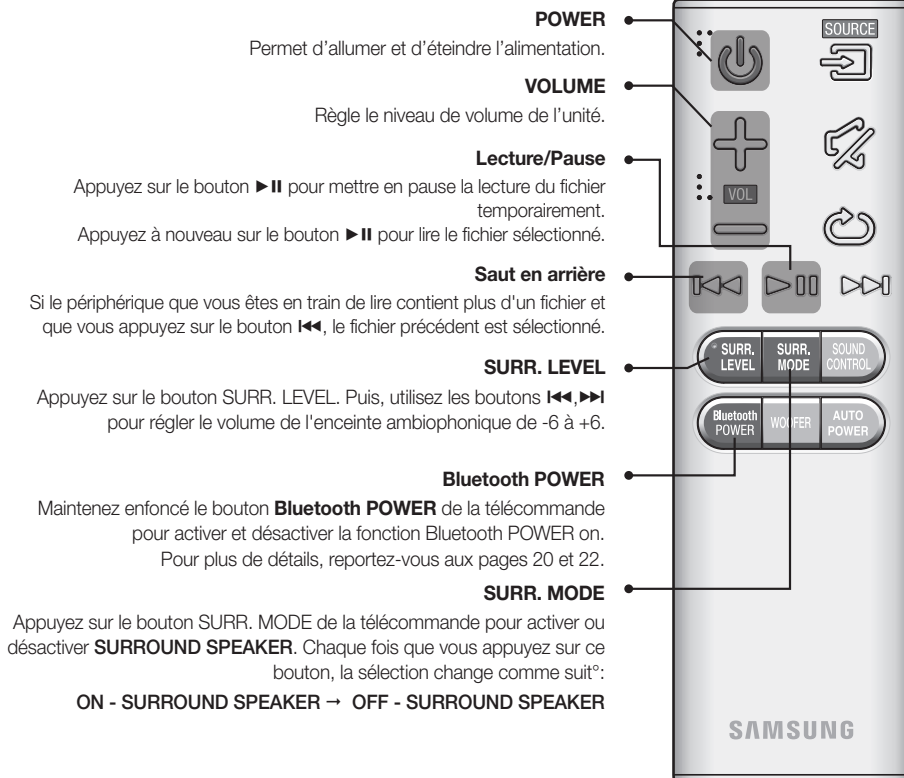 POWER
Permet d’allumer et d’éteindre l’alimentation.
VOLUME
Règle le niveau de volume de l’unité.
Lecture/Pause
Appuyez sur le bouton ►II pour mettre en pause la lecture du fichier
temporairement.
Appuyez à nouveau sur le bouton ►II pour lire le fichier sélectionné.
Saut en arrière
Si le périphérique que vous êtes en train de lire contient plus d'un fichier et
que vous appuyez sur le bouton I◄◄, le fichier précédent est sélectionné.
SURR. LEVEL
Appuyez sur le bouton SURR. LEVEL. Puis, utilisez les boutons I◄◄,►►I
pour régler le volume de l'enceinte ambiophonique de -6 à +6.
Bluetooth POWER
Maintenez enfoncé le bouton Bluetooth POWER de la télécommande
pour activer et désactiver la fonction Bluetooth POWER on.
Pour plus de détails, reportez-vous aux pages 20 et 22.
SURR. MODE
Appuyez sur le bouton SURR. MODE de la télécommande pour activer ou
désactiver SURROUND SPEAKER. Chaque fois que vous appuyez sur ce
bouton, la sélection change comme suit°:
ON - SURROUND SPEAKER → OFF - SURROUND SPEAKER
SOURCE
VOL
SURR.
LEVEL
SURR.
MODE
SOUND
CONTROL
Bluetooth
POWER
WOOFER
AUTO
POWER
SAMSUNG